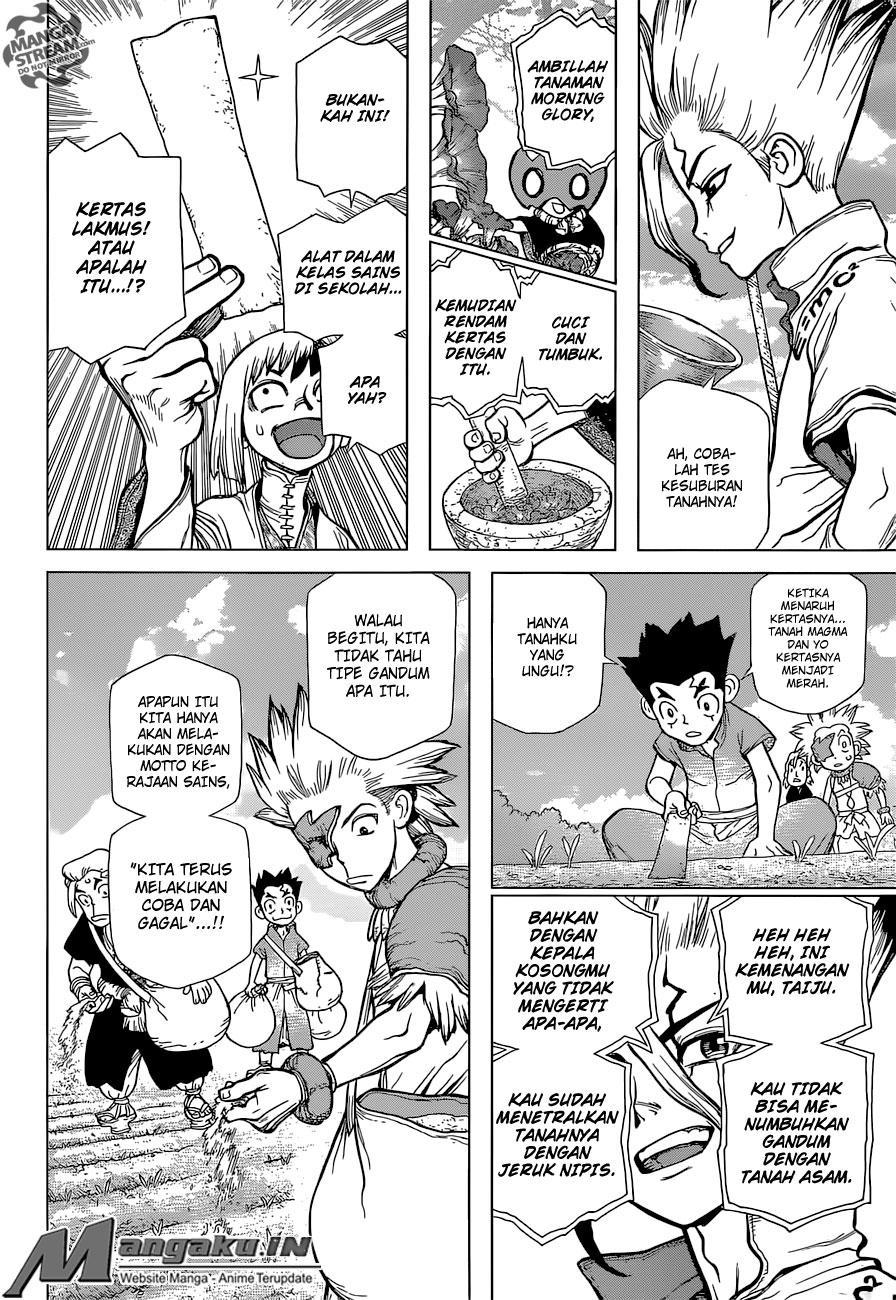 MANGA
STREAM
.COM
DO NOT MIRROR
E=mc²
AH, COBA-
LAH TES
KESUBURAN
TANAHNYA!
AMBILLAH
TANAMAN
MORNING
GLORY,
CUCI
DAN
TUMBUK.
KEMUDIAN
RENDAM
KERTAS
DENGAN
ITU.
BUKAN-
KAH INI!
ALAT DALAM
KELAS SAINS
DI SEKOLAH...
APA
YAH?
KERTAS
LAKMUS!
ATAU
APALAH
ITU...!?
KETIKA
MENARUH
KERTASNYA...
TANAH MAGMA
DAN YO
KERTASNYA
MENJADI
MERAH.
HANYA
TANAHKU
YANG
UNGU!?
HEH HEH
HEH, INI
KEMENANGAN
MU, TAIJU.
KAU TIDAK
BISA ME-
NUMBUHKAN
GANDUM
DENGAN
TANAH ASAM.
BAHKAN
DENGAN
KEPALA
KOSONGMU
YANG TIDAK
MENGERTI
APA-APA,
KAU SUDAH
MENETRALKAN
TANAHNYA
DENGAN
JERUK NIPIS.
WALAU
BEGITU, KITA
TIDAK TAHU
TIPE GANDUM
APA ITU.
APAPUN ITU
KITA HANYA
AKAN MELA-
KUKAN DENGAN
MOTTO KE-
RAJAAN SAINS,
"KITA TERUS
MELAKUKAN
COBA DAN
GAGAL"...!!
Mangaku.iN
"Website Manga - Anime Terupdate